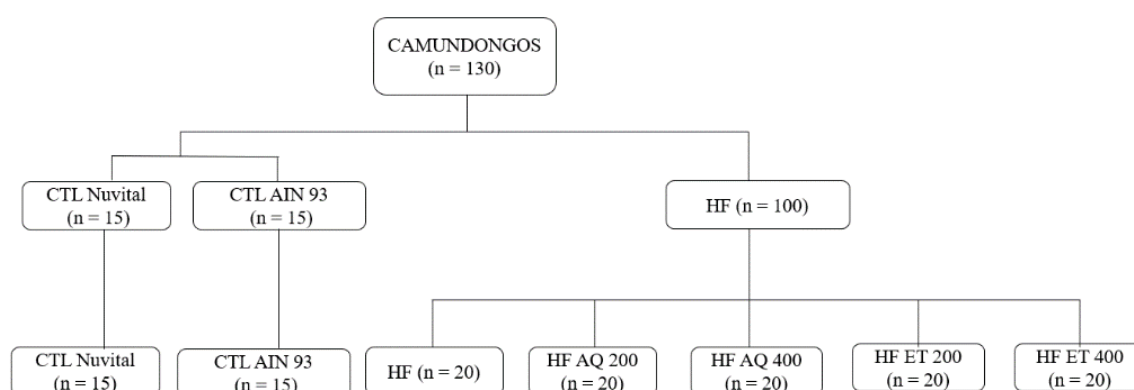 CAMUNDONGOS
(n = 130)
CTL Nuvital
(n = 15)
CTL AIN 93
(n = 15)
HF (n = 100)
CTL Nuvital
(n = 15)
CTL AIN 93
(n = 15)
HF (n = 20)
HF AQ 200
(n = 20)
HF AQ 400
(n = 20)
HF ET 200
(n = 20)
HF ET 400
(n = 20)